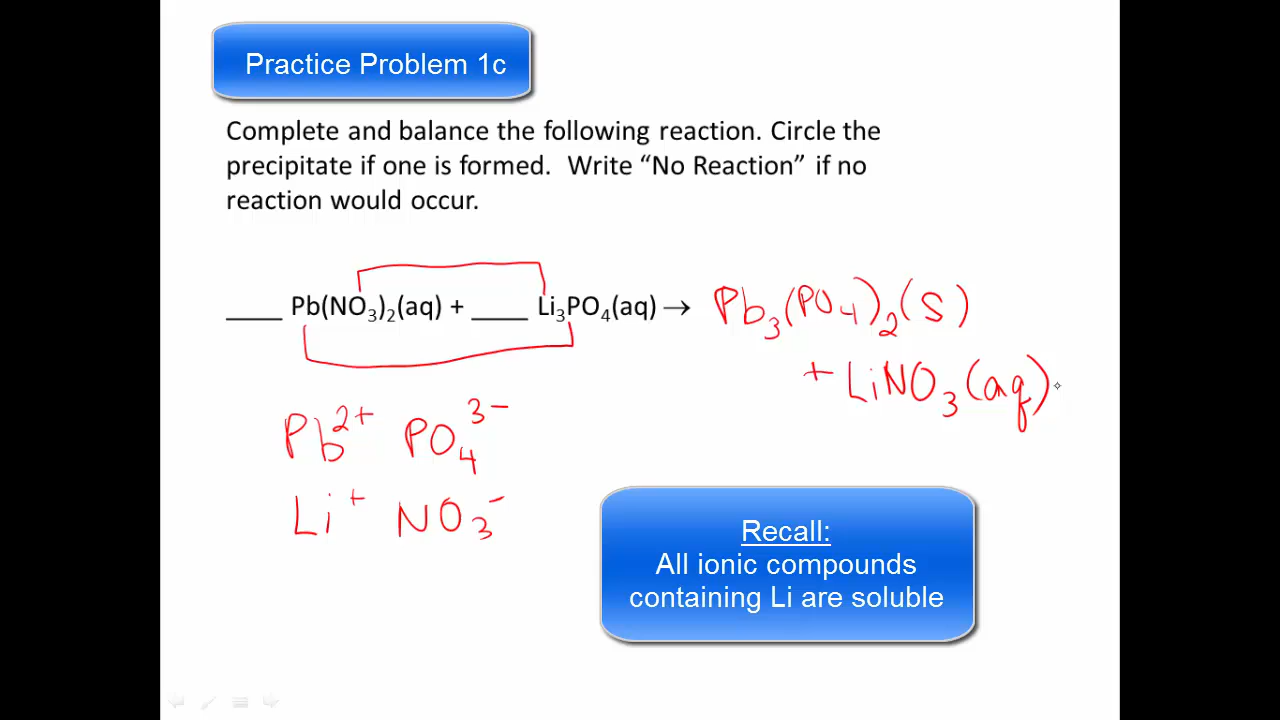 Practice Problem 1c
Complete and balance the following reaction. Circle the
precipitate if one is formed. Write “No Reaction” if no
reaction would occur.
____ Pb(NO₃)₂(aq) + ____ Li₃PO₄(aq) → Pb₃(PO₄)₂(s)
+ LiNO₃(aq)
Pb²⁺ PO₄³⁻
Li⁺ NO₃⁻
Recall:
All ionic compounds
containing Li are soluble